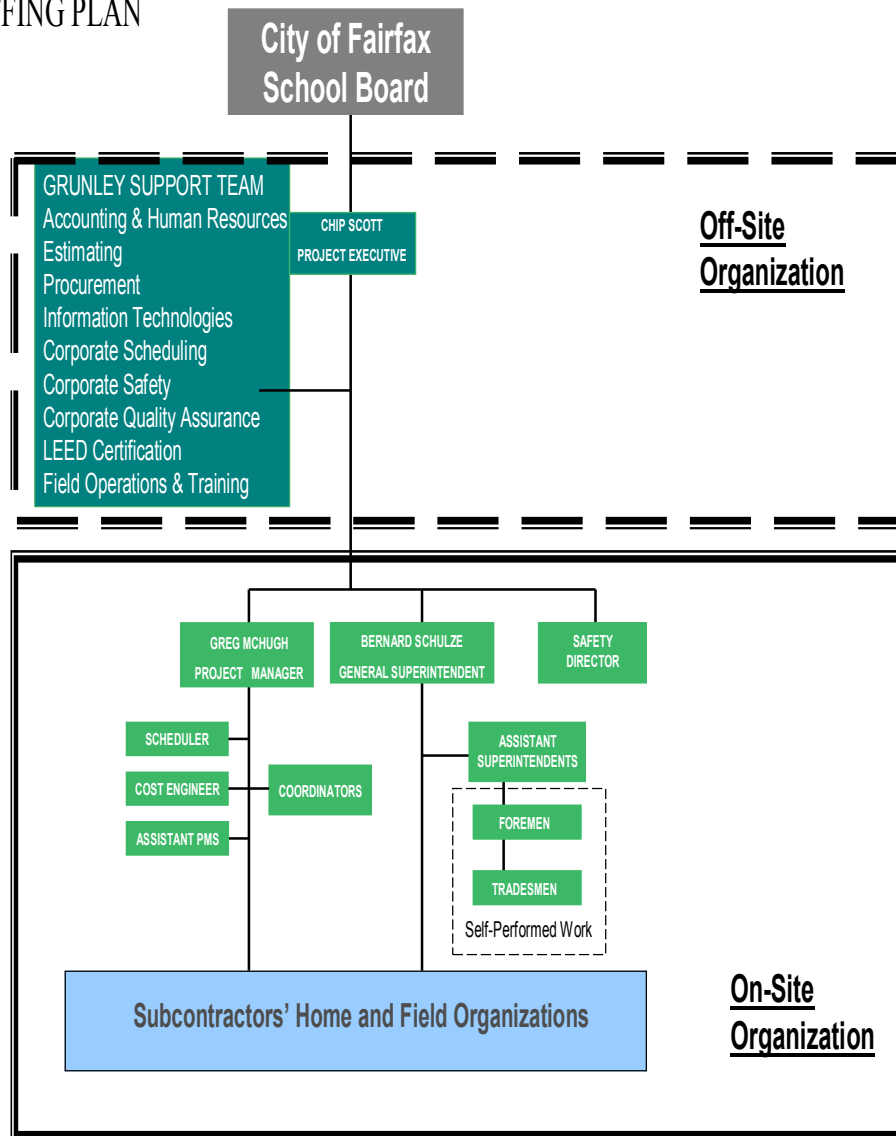 FFING PLAN
City of Fairfax
School Board
GRUNLEY SUPPORT TEAM
Accounting & Human Resources
Estimating
Procurement
Information Technologies
Corporate Scheduling
Corporate Safety
Corporate Quality Assurance
LEED Certification
Field Operations & Training
CHIP SCOTT
PROJECT EXECUTIVE
Off-Site
Organization
GREG MCHUGH
PROJECT MANAGER
BERNARD SCHULZE
GENERAL SUPERINTENDENT
SAFETY
DIRECTOR
SCHEDULER
COST ENGINEER
ASSISTANT PMS
COORDINATORS
ASSISTANT
SUPERINTENDENTS
FOREMEN
TRADESMEN
Self-Performed Work
Subcontractors’ Home and Field Organizations
On-Site
Organization